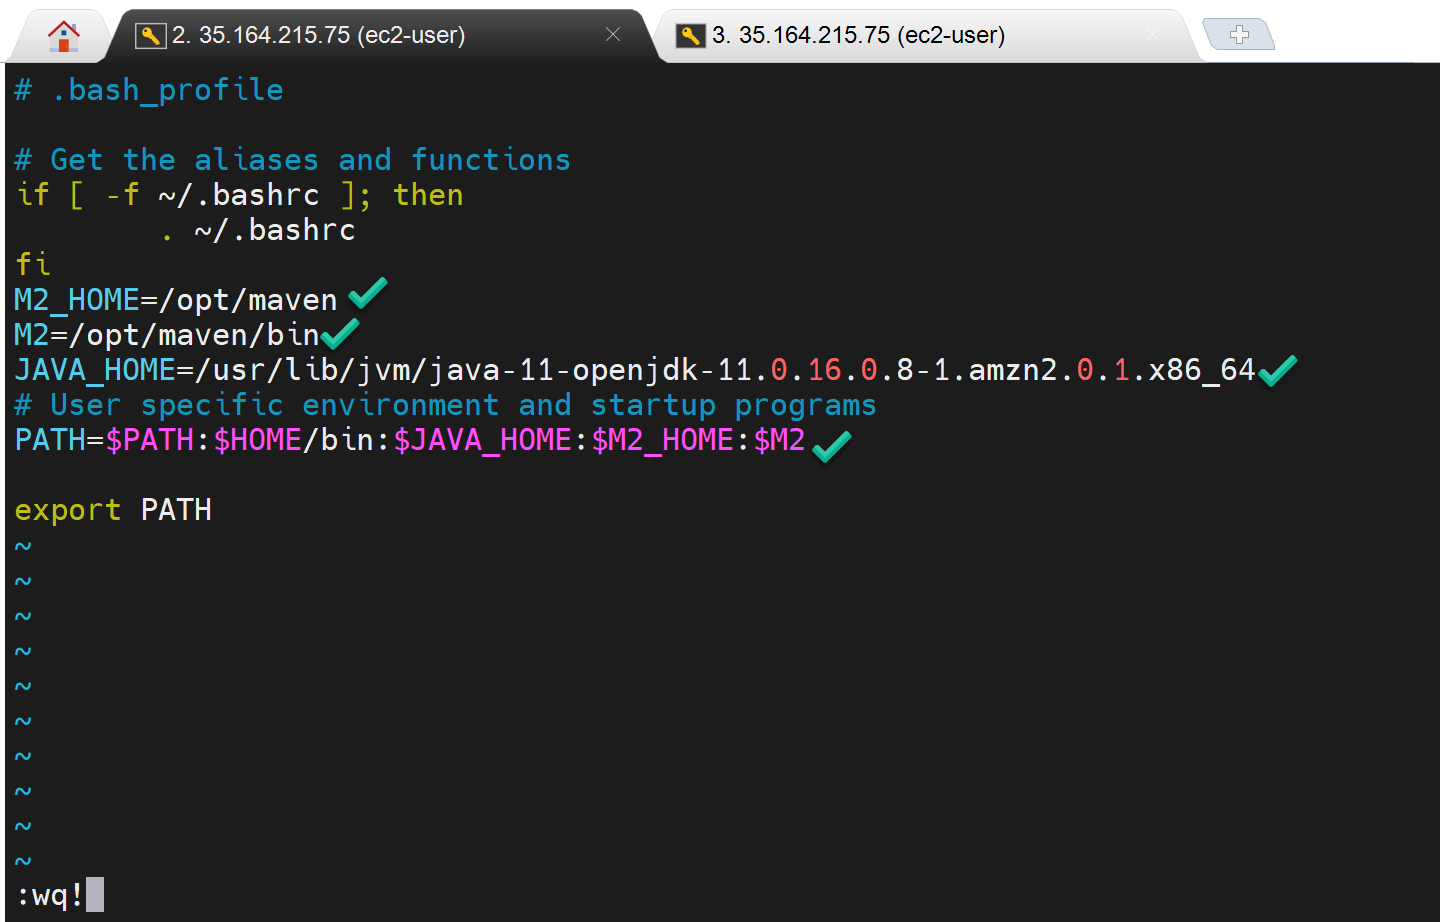 2. 35.164.215.75 (ec2-user)
3. 35.164.215.75 (ec2-user)
# .bash_profile
# Get the aliases and functions
if [ -f ~/.bashrc ]; then
        . ~/.bashrc
fi
M2_HOME=/opt/maven
M2=/opt/maven/bin
JAVA_HOME=/usr/lib/jvm/java-11-openjdk-11.0.16.0.8-1.amzn2.0.1.x86_64
# User specific environment and startup programs
PATH=$PATH:$HOME/bin:$JAVA_HOME:$M2_HOME:$M2
export PATH
~
~
~
~
~
~
~
~
~
~
:wq!